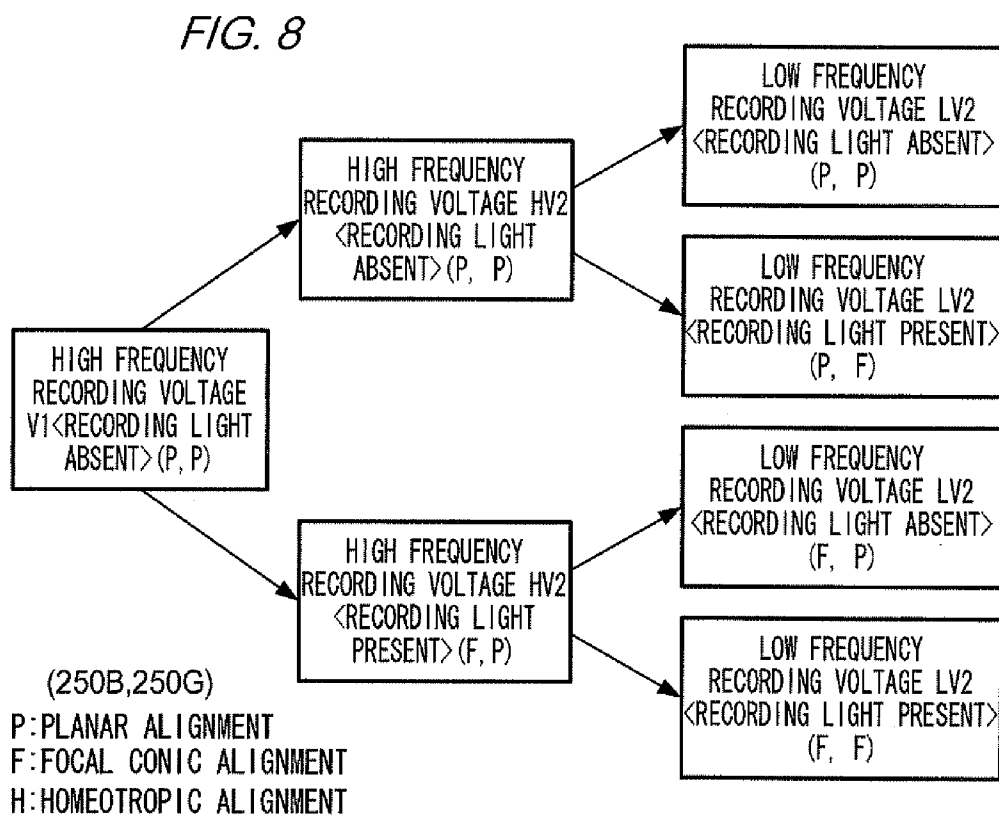 FIG. 8
HIGH FREQUENCY
RECORDING VOLTAGE
V1<RECORDING LIGHT
ABSENT>(P,P)
HIGH FREQUENCY
RECORDING VOLTAGE HV2
<RECORDING LIGHT
ABSENT>(P, P)
HIGH FREQUENCY
RECORDING VOLTAGE HV2
<RECORDING LIGHT
PRESENT>(F,P)
LOW FREQUENCY
RECORDING VOLTAGE LV2
<RECORDING LIGHT ABSENT>
(P, P)
LOW FREQUENCY
RECORDING VOLTAGE LV2
<RECORDING LIGHT PRESENT>
(P, F)
LOW FREQUENCY
RECORDING VOLTAGE LV2
<RECORDING LIGHT ABSENT>
(F, P)
LOW FREQUENCY
RECORDING VOLTAGE LV2
<RECORDING LIGHT PRESENT>
(F, F)
(250B,250G)
P:PLANAR ALIGNMENT
F:FOCAL CONIC ALIGNMENT
H:HOMEOTROPIC ALIGNMENT